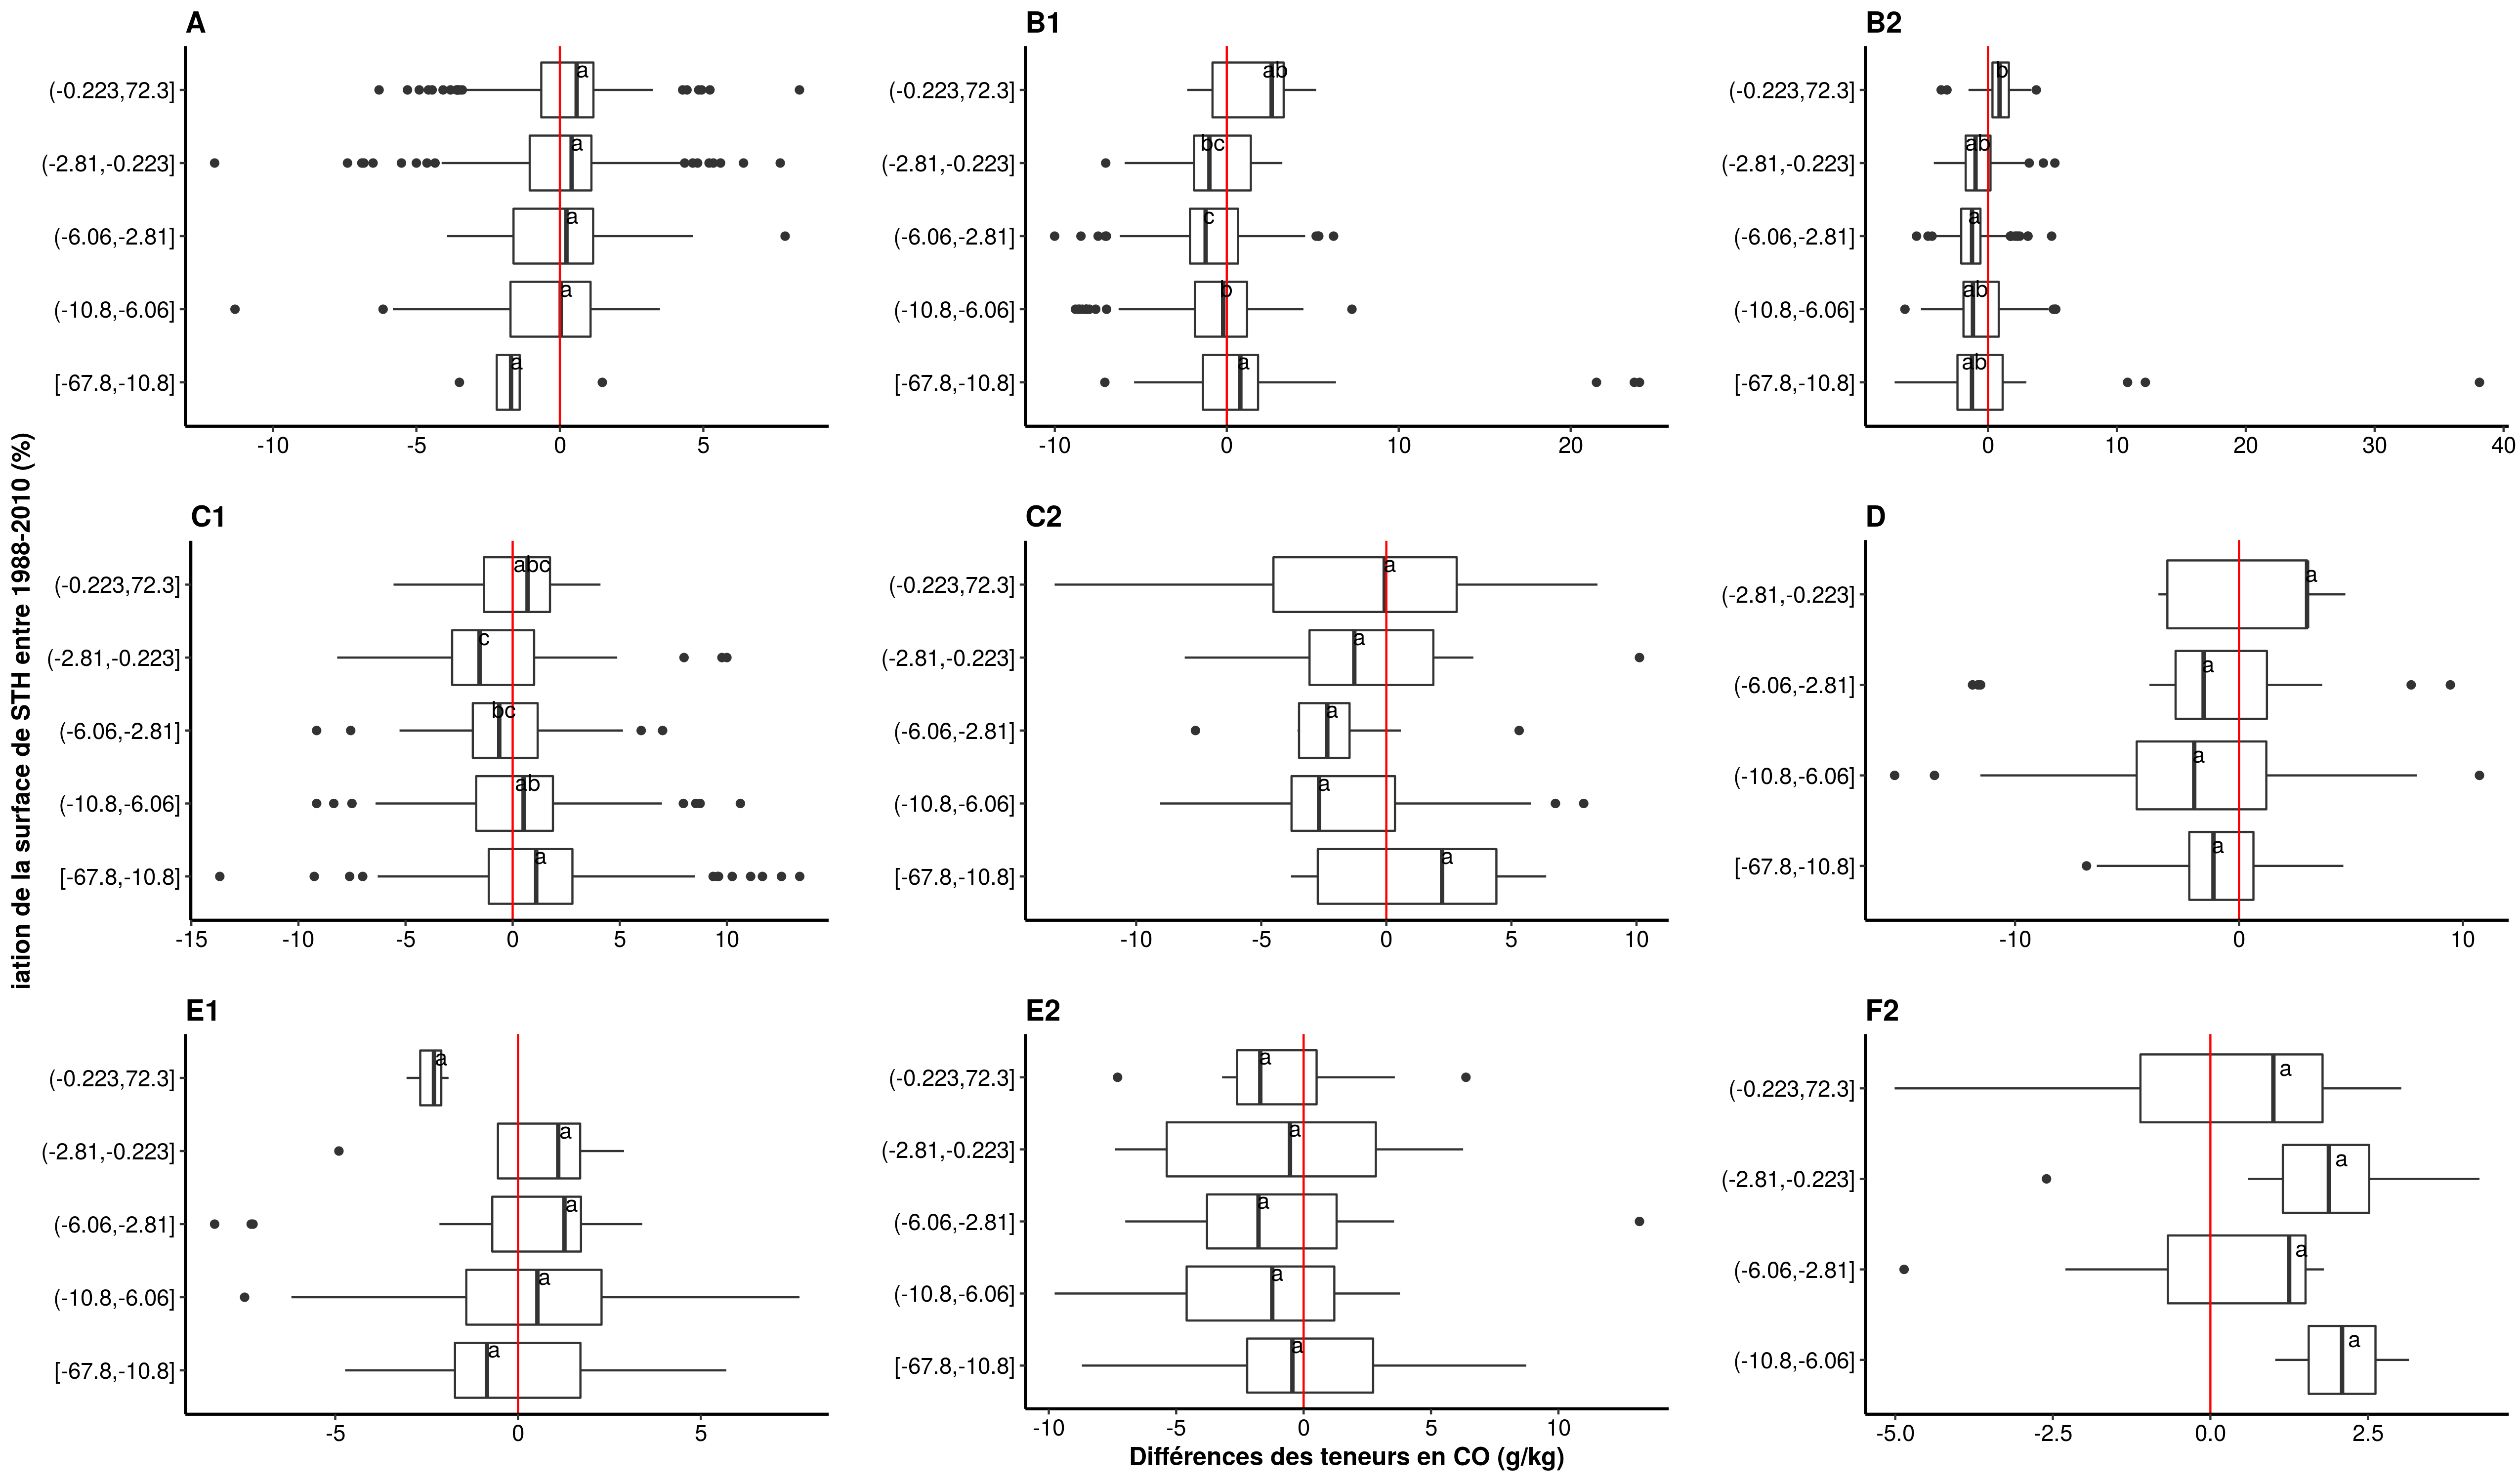 iation de la surface de STH entre 1988-2010 (%)
A
(-0.223,72.3]
a
(-2.81,-0.223]
a
(-6.06,-2.81]
a
(-10.8,-6.06]
a
[-67.8,-10.8]
a
-10 -5 0 5
B1
(-0.223,72.3]
ab
(-2.81,-0.223]
bc
(-6.06,-2.81]
c
(-10.8,-6.06]
b
[-67.8,-10.8]
a
-10 0 10 20
B2
(-0.223,72.3]
b
(-2.81,-0.223]
ab
(-6.06,-2.81]
a
(-10.8,-6.06]
ab
[-67.8,-10.8]
ab
0 10 20 30 40
C1
(-0.223,72.3]
abc
(-2.81,-0.223]
c
(-6.06,-2.81]
bc
(-10.8,-6.06]
ab
[-67.8,-10.8]
a
-15 -10 -5 0 5 10
C2
(-0.223,72.3]
a
(-2.81,-0.223]
a
(-6.06,-2.81]
a
(-10.8,-6.06]
a
[-67.8,-10.8]
a
-10 -5 0 5 10
D
(-2.81,-0.223]
a
(-6.06,-2.81]
a
(-10.8,-6.06]
a
[-67.8,-10.8]
a
-10 0 10
E1
(-0.223,72.3]
a
(-2.81,-0.223]
a
(-6.06,-2.81]
a
(-10.8,-6.06]
a
[-67.8,-10.8]
a
-5 0 5
E2
(-0.223,72.3]
a
(-2.81,-0.223]
a
(-6.06,-2.81]
a
(-10.8,-6.06]
a
[-67.8,-10.8]
a
-10 -5 0 5 10
F2
(-0.223,72.3]
a
(-2.81,-0.223]
a
(-6.06,-2.81]
a
(-10.8,-6.06]
a
-5.0 -2.5 0.0 2.5
Différences des teneurs en CO (g/kg)